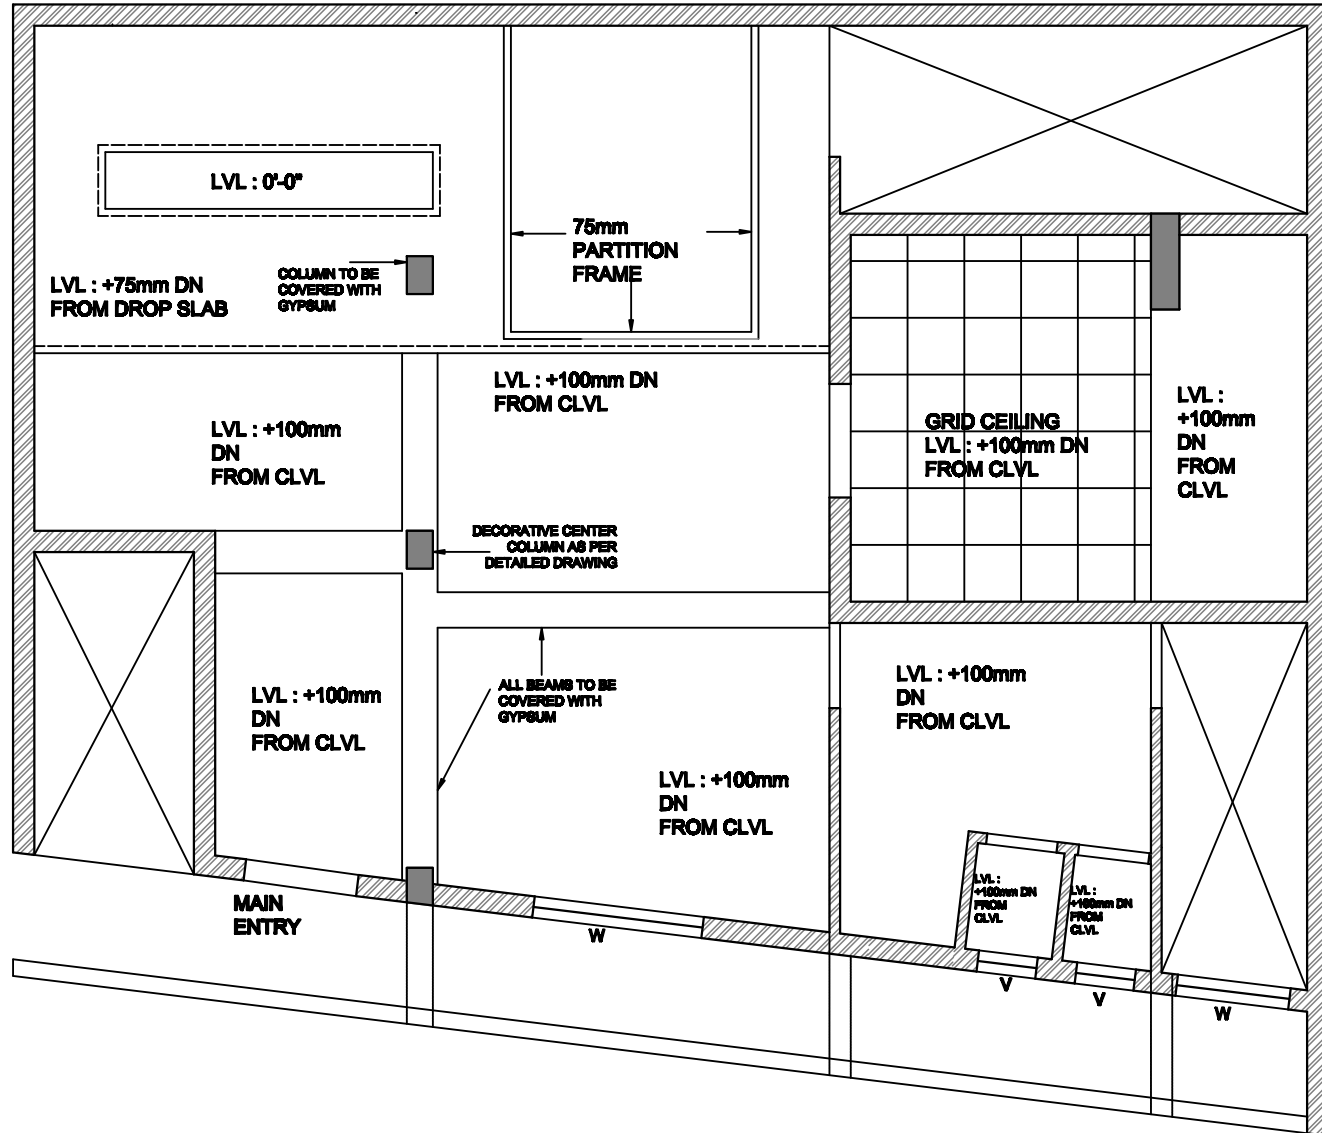 LVL : 0'-0"
75mm
PARTITION
FRAME
COLUMN TO BE
COVERED WITH
GYPSUM
LVL : +75mm DN
FROM DROP SLAB
LVL : +100mm DN
FROM CLVL
LVL : +100mm
DN
FROM CLVL
GRID CEILING
LVL : +100mm DN
FROM CLVL
LVL :
+100mm
DN
FROM
CLVL
DECORATIVE CENTER
COLUMN AS PER
DETAILED DRAWING
LVL : +100mm
DN
FROM CLVL
ALL BEAMS TO BE
COVERED WITH
GYPSUM
LVL : +100mm
DN
FROM CLVL
LVL : +100mm
DN
FROM CLVL
LVL :
+100mm DN
FROM
CLVL
LVL :
+100mm DN
FROM
CLVL
MAIN
ENTRY
W
V
V
W